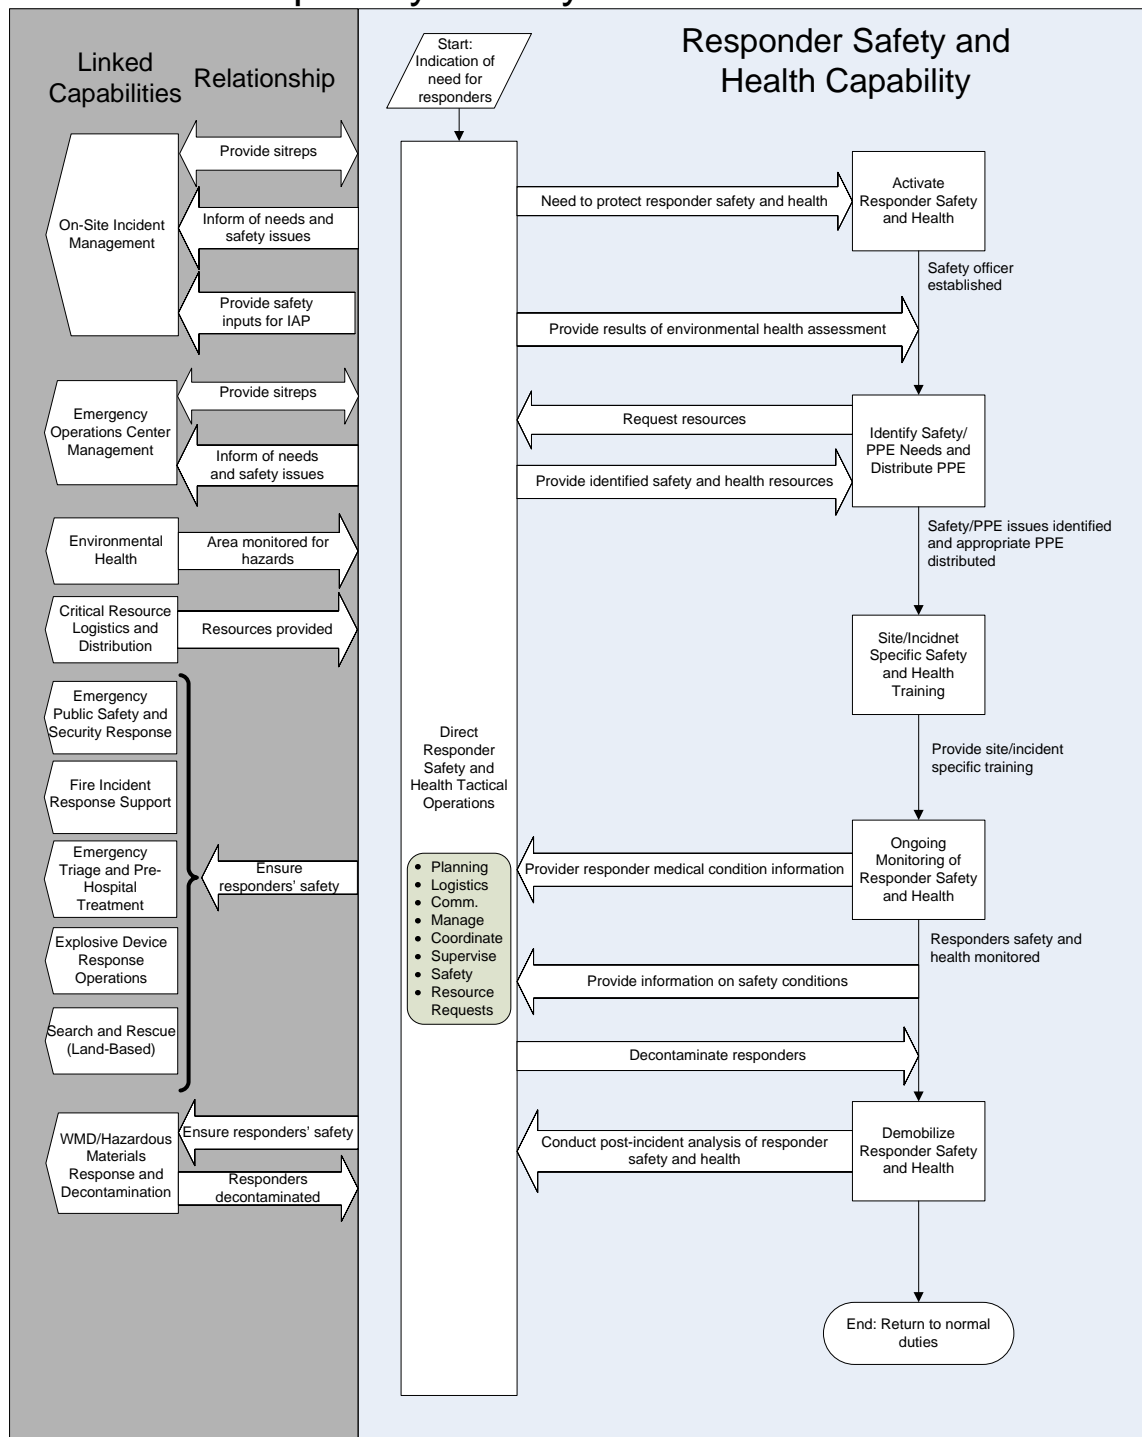 Linked
Capabilities
Relationship
Responder Safety and
Health Capability
Start:
Indication of
need for
responders
On-Site Incident
Management
Provide sitreps
Inform of needs and
safety issues
Provide safety
inputs for IAP
Emergency
Operations Center
Management
Provide sitreps
Inform of needs
and safety issues
Environmental
Health
Area monitored for
hazards
Critical Resource
Logistics and
Distribution
Resources provided
Emergency
Public Safety and
Security Response
Fire Incident
Response Support
Emergency
Triage and Pre-
Hospital
Treatment
Explosive Device
Response
Operations
Search and Rescue
(Land-Based)
Ensure
responders’ safety
WMD/Hazardous
Materials
Response and
Decontamination
Ensure responders’ safety
Responders
decontaminated
Direct
Responder
Safety and
Health Tactical
Operations
• Planning
• Logistics
• Comm.
• Manage
• Coordinate
• Supervise
• Safety
• Resource
Requests
Need to protect responder safety and health
Activate
Responder Safety
and Health
Safety officer
established
Provide results of environmental health assessment
Request resources
Provide identified safety and health resources
Identify Safety/
PPE Needs and
Distribute PPE
Safety/PPE issues identified
and appropriate PPE
distributed
Site/Incidnet
Specific Safety
and Health
Training
Provide site/incident
specific training
Provider responder medical condition information
Ongoing
Monitoring of
Responder Safety
and Health
Responders safety and
health monitored
Provide information on safety conditions
Decontaminate responders
Conduct post-incident analysis of responder
safety and health
Demobilize
Responder Safety
and Health
End: Return to normal
duties